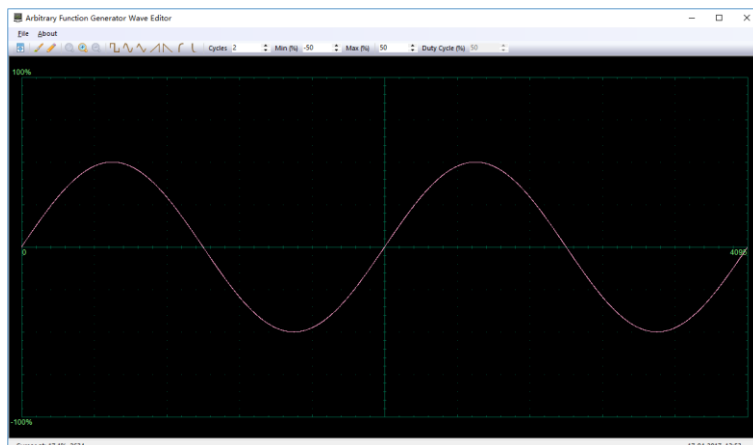 Arbitrary Function Generator Wave Editor
File About
Cycles 2 Min (%) -50 Max (%) 50 Duty Cycle (%) 50
100%
0 4095
-100%